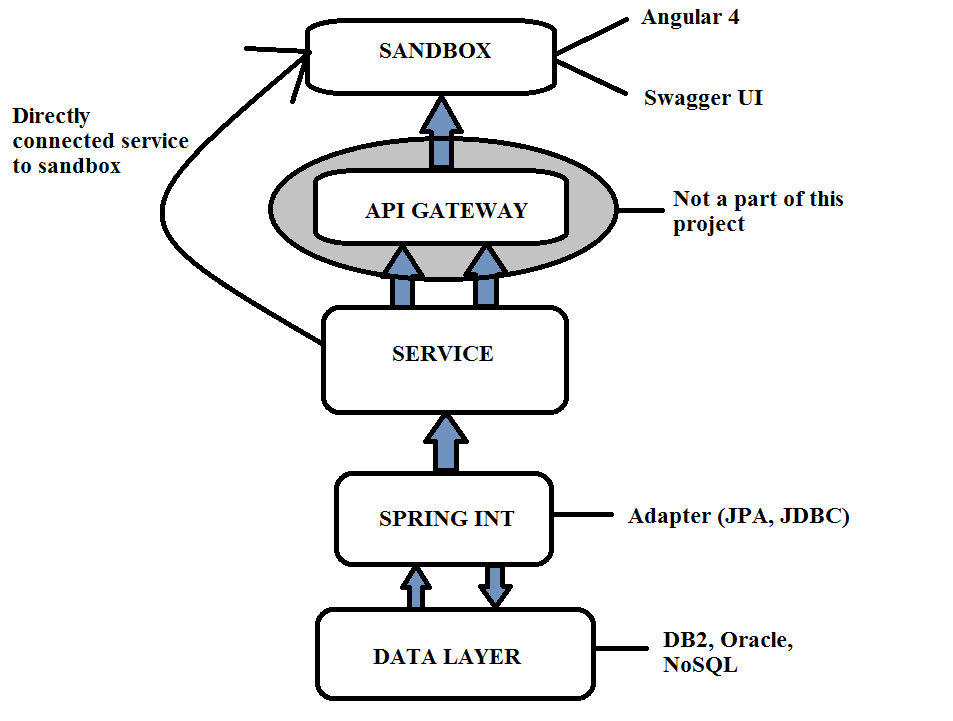 Angular 4
SANDBOX
Swagger UI
Directly
connected service
to sandbox
API GATEWAY
Not a part of this
project
SERVICE
SPRING INT
Adapter (JPA, JDBC)
DATA LAYER
DB2, Oracle,
NoSQL